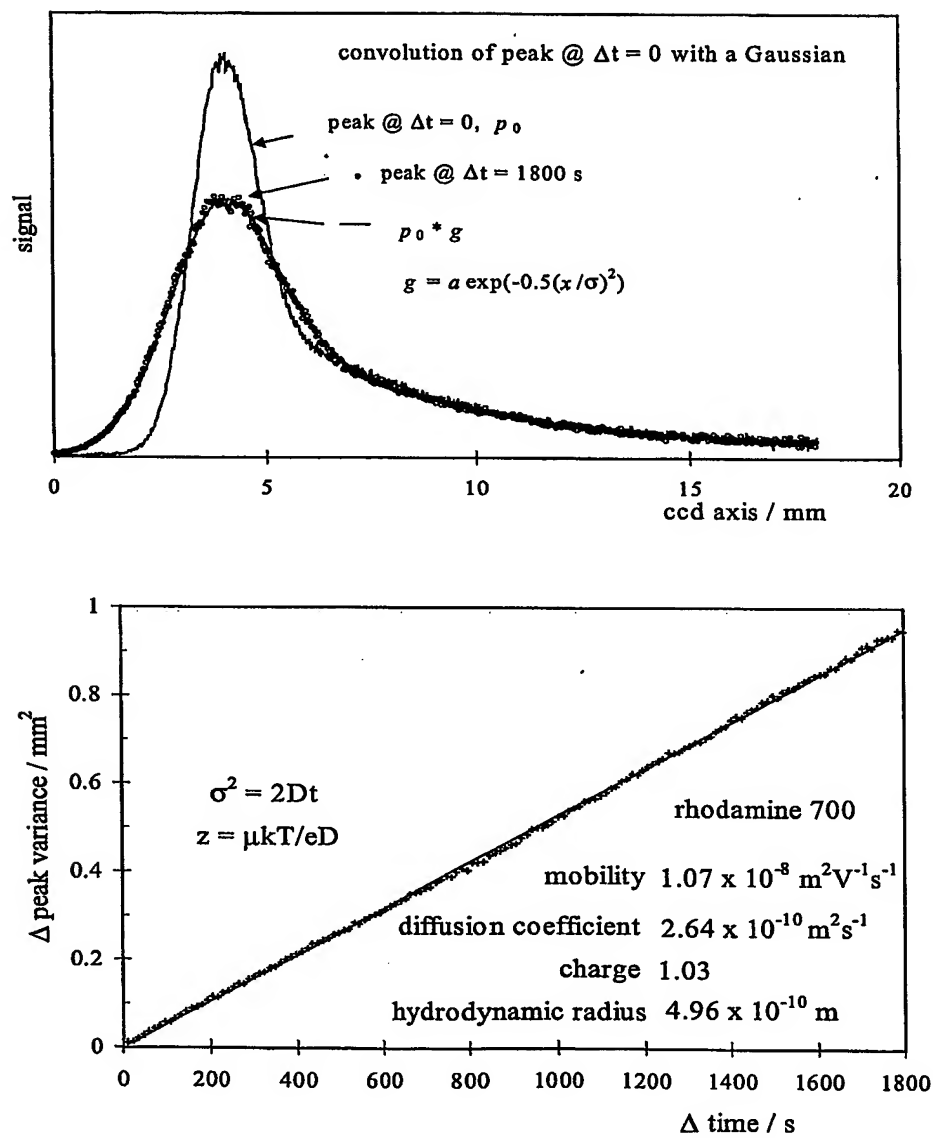 convolution of peak @ Δt = 0 with a Gaussian
peak @ Δt = 0, p₀
peak @ Δt = 1800 s
p₀ * g
g = a exp(-0.5(x/σ)²)
signal
0 5 10 15 20
ccd axis / mm
1
0.8
0.6
0.4
0.2
0
Δ peak variance / mm²
σ² = 2Dt
z = μkT/eD
rhodamine 700
mobility 1.07 x 10⁻⁸ m²V⁻¹s⁻¹
diffusion coefficient 2.64 x 10⁻¹⁰ m²s⁻¹
charge 1.03
hydrodynamic radius 4.96 x 10⁻¹⁰ m
0 200 400 600 800 1000 1200 1400 1600 1800
Δ time / s